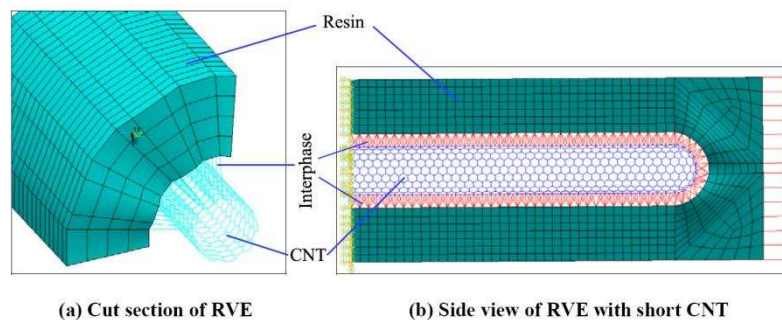 Resin
Interphase
CNT
(a) Cut section of RVE
(b) Side view of RVE with short CNT